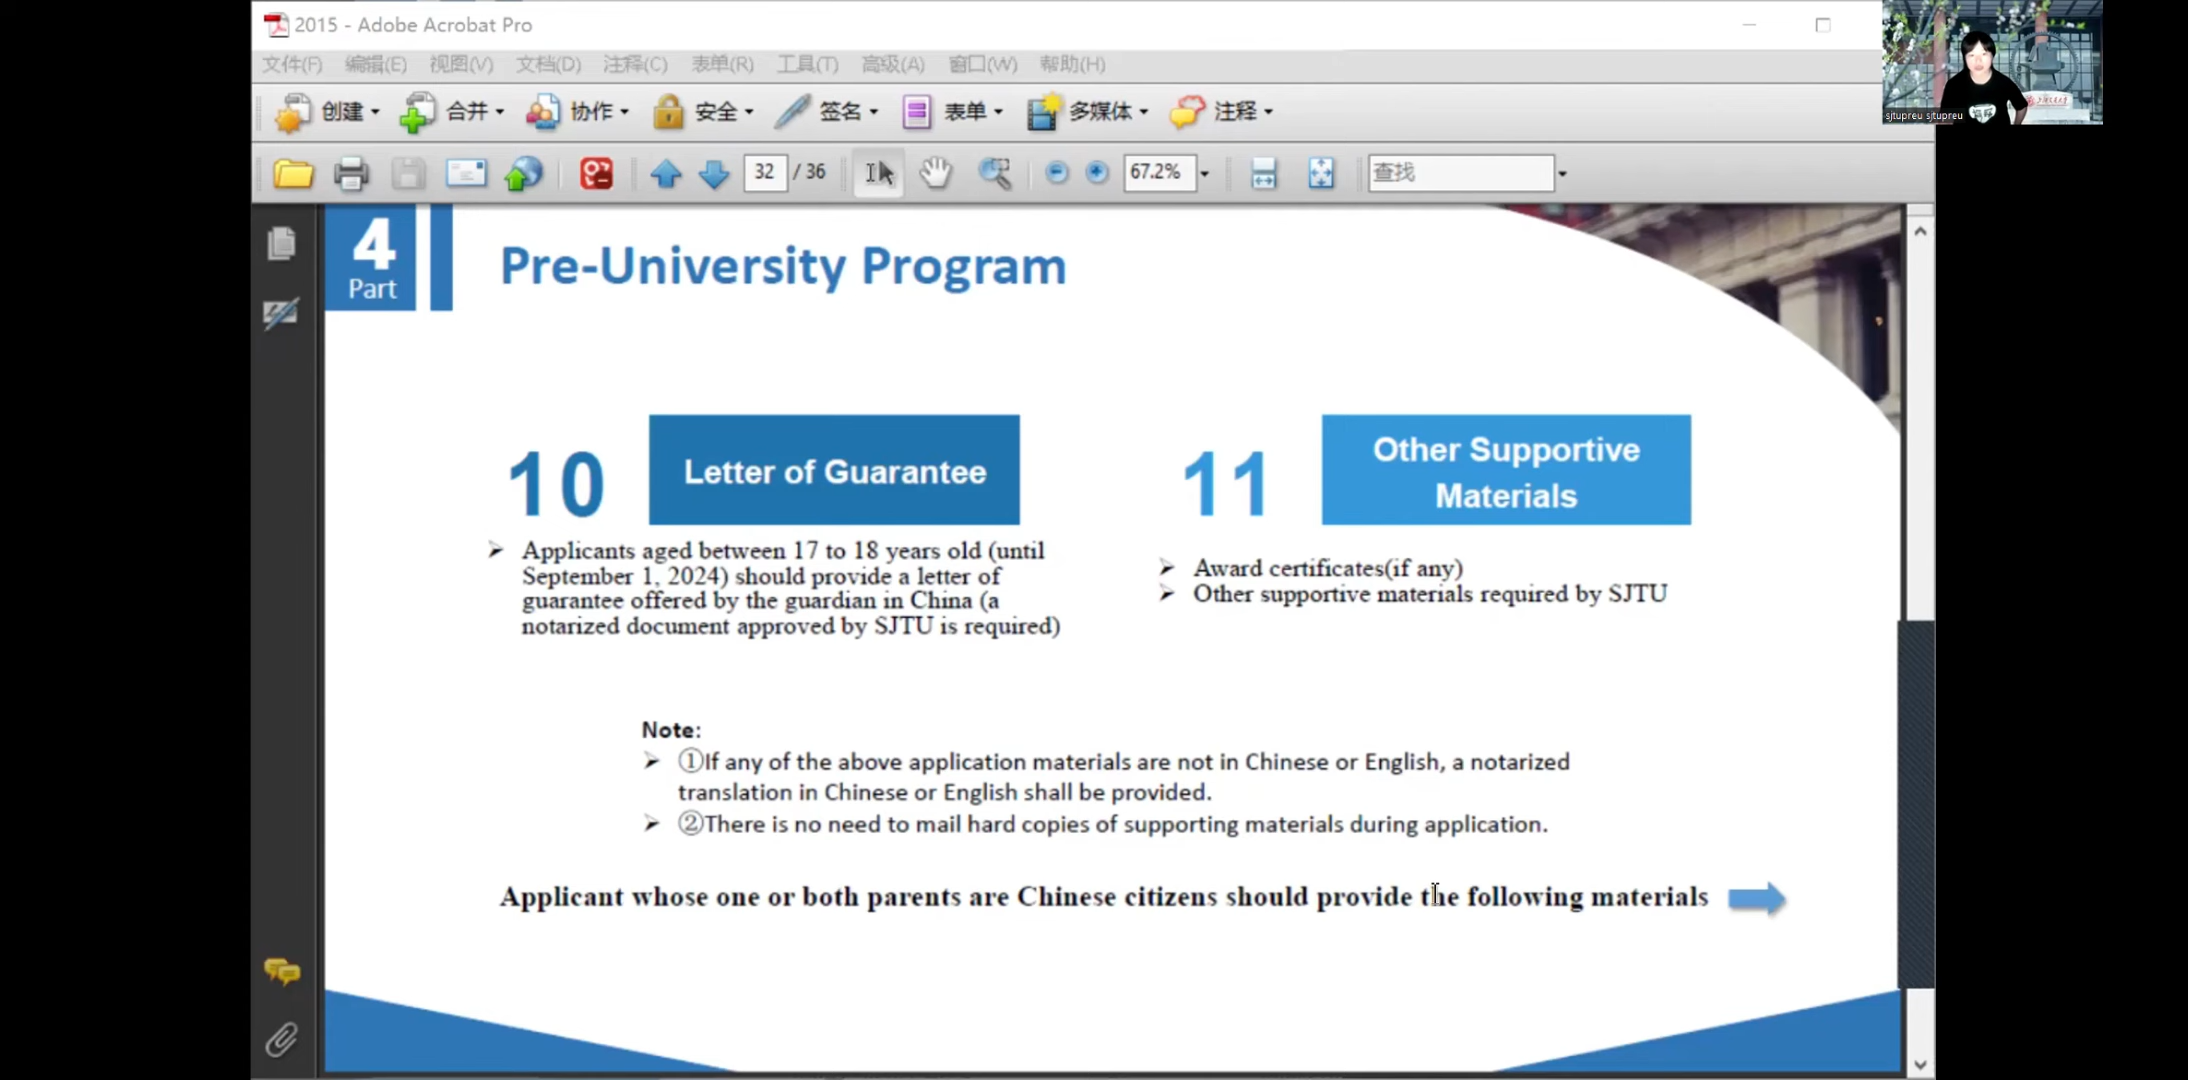 2015 - Adobe Acrobat Pro
文件(F) 编辑(E) 视图(V) 文档(D) 注释(C) 表单(R) 工具(T) 高级(A) 窗口(W) 帮助(H)
创建 合并 协作 安全 签名 表单 多媒体 注释
32 / 36 67.2% 查找
sjtupreu sjtupreu
4
Part
Pre-University Program
10
Letter of Guarantee
Applicants aged between 17 to 18 years old (until
September 1, 2024) should provide a letter of
guarantee offered by the guardian in China (a
notarized document approved by SJTU is required)
11
Other Supportive
Materials
Award certificates(if any)
Other supportive materials required by SJTU
Note:
①If any of the above application materials are not in Chinese or English, a notarized
translation in Chinese or English shall be provided.
②There is no need to mail hard copies of supporting materials during application.
Applicant whose one or both parents are Chinese citizens should provide the following materials